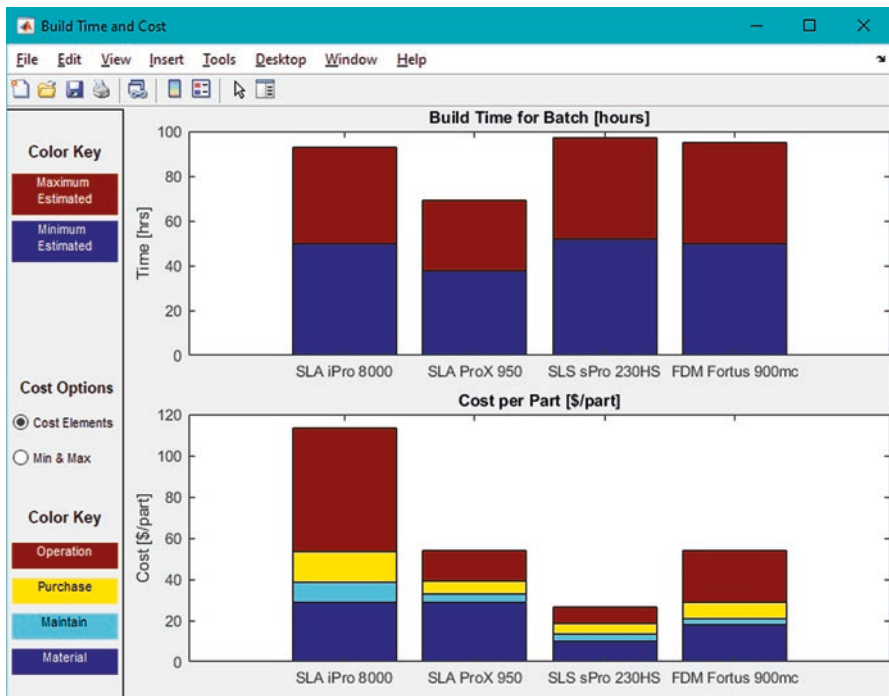 Build Time and Cost
File Edit View Insert Tools Desktop Window Help
Color Key
Maximum
Estimated
Minimum
Estimated
Build Time for Batch [hours]
Time [hrs]
100
80
60
40
20
0
SLA iPro 8000 SLA ProX 950 SLS sPro 230HS FDM Fortus 900mc
Cost Options
Cost Elements
Min & Max
Color Key
Operation
Purchase
Maintain
Material
Cost per Part [$/part]
Cost [$/part]
120
100
80
60
40
20
0
SLA iPro 8000 SLA ProX 950 SLS sPro 230HS FDM Fortus 900mc